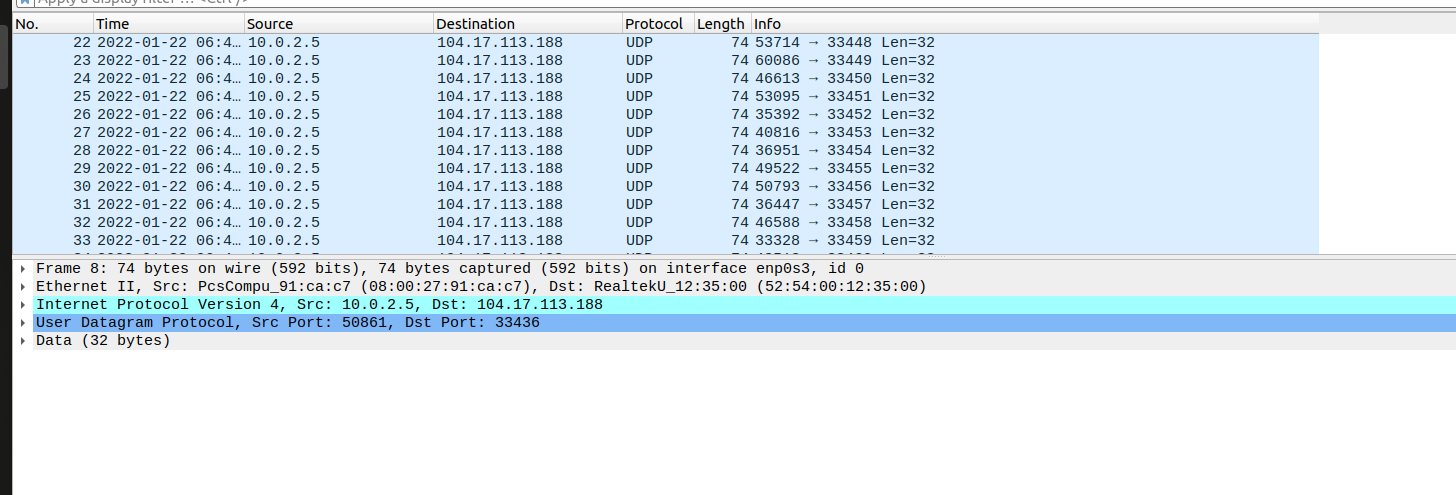 Apply a display filter … <Ctrl-/>
No. Time Source Destination Protocol Length Info
22 2022-01-22 06:4… 10.0.2.5 104.17.113.188 UDP 74 53714 → 33448 Len=32
23 2022-01-22 06:4… 10.0.2.5 104.17.113.188 UDP 74 60086 → 33449 Len=32
24 2022-01-22 06:4… 10.0.2.5 104.17.113.188 UDP 74 46613 → 33450 Len=32
25 2022-01-22 06:4… 10.0.2.5 104.17.113.188 UDP 74 53095 → 33451 Len=32
26 2022-01-22 06:4… 10.0.2.5 104.17.113.188 UDP 74 35392 → 33452 Len=32
27 2022-01-22 06:4… 10.0.2.5 104.17.113.188 UDP 74 40816 → 33453 Len=32
28 2022-01-22 06:4… 10.0.2.5 104.17.113.188 UDP 74 36951 → 33454 Len=32
29 2022-01-22 06:4… 10.0.2.5 104.17.113.188 UDP 74 49522 → 33455 Len=32
30 2022-01-22 06:4… 10.0.2.5 104.17.113.188 UDP 74 50793 → 33456 Len=32
31 2022-01-22 06:4… 10.0.2.5 104.17.113.188 UDP 74 36447 → 33457 Len=32
32 2022-01-22 06:4… 10.0.2.5 104.17.113.188 UDP 74 46588 → 33458 Len=32
33 2022-01-22 06:4… 10.0.2.5 104.17.113.188 UDP 74 33328 → 33459 Len=32
Frame 8: 74 bytes on wire (592 bits), 74 bytes captured (592 bits) on interface enp0s3, id 0
Ethernet II, Src: PcsCompu_91:ca:c7 (08:00:27:91:ca:c7), Dst: RealtekU_12:35:00 (52:54:00:12:35:00)
Internet Protocol Version 4, Src: 10.0.2.5, Dst: 104.17.113.188
User Datagram Protocol, Src Port: 50861, Dst Port: 33436
Data (32 bytes)